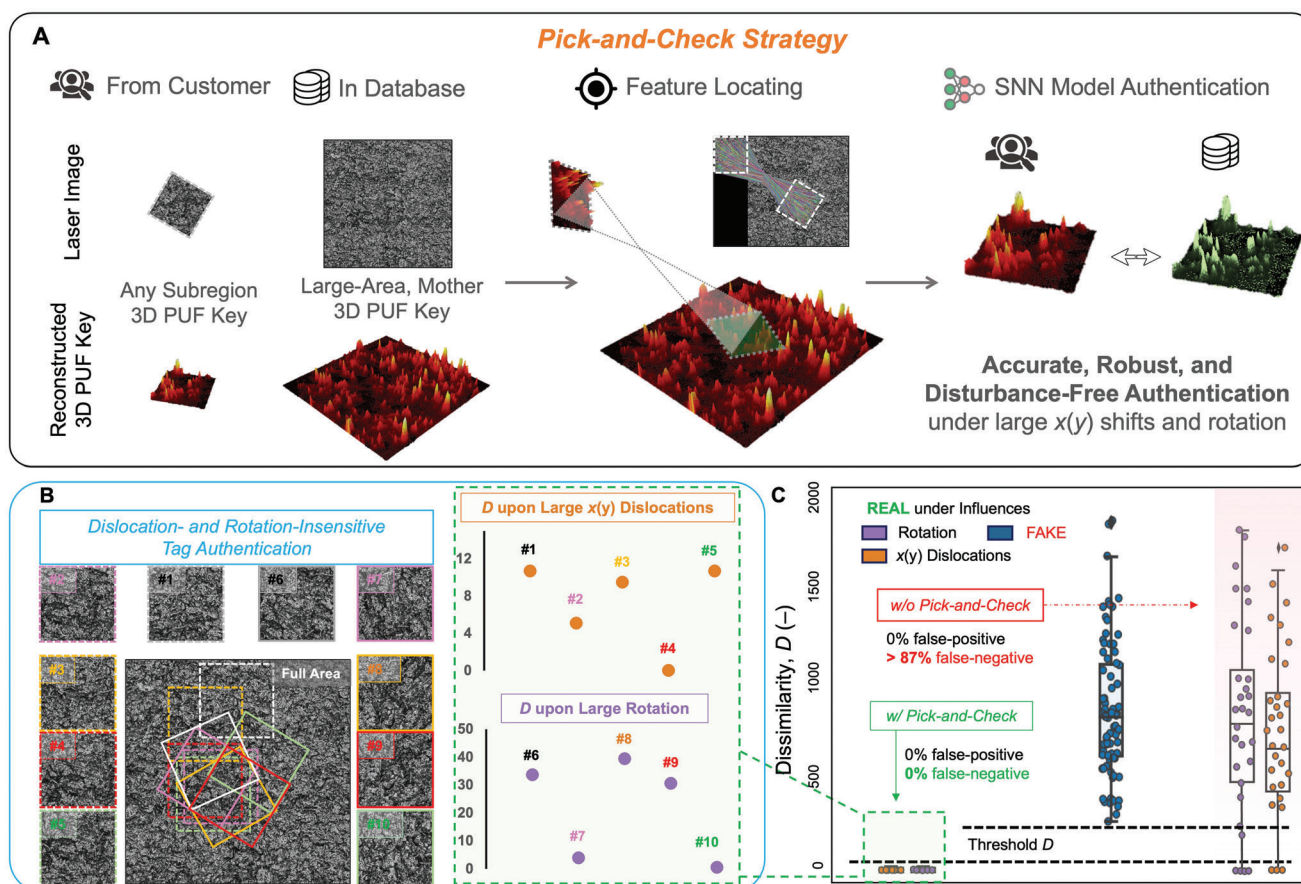 A
Pick-and-Check Strategy
From Customer
In Database
Feature Locating
SNN Model Authentication
Laser Image
Reconstructed
3D PUF Key
Any Subregion
3D PUF Key
Large-Area, Mother
3D PUF Key
Accurate, Robust, and
Disturbance-Free Authentication
under large x(y) shifts and rotation
B
Dislocation- and Rotation-Insensitive
Tag Authentication
#1
#6
#7
#3
#4
#9
#10
Full Area
D upon Large x(y) Dislocations
12
8
4
0
#1
#2
#3
#4
#5
D upon Large Rotation
50
40
30
20
10
0
#6
#7
#8
#9
#10
C
Dissimilarity, D (–)
2000
1500
1000
500
0
REAL under Influences
Rotation
FAKE
x(y) Dislocations
w/o Pick-and-Check
0% false-positive
> 87% false-negative
w/ Pick-and-Check
0% false-positive
0% false-negative
Threshold D